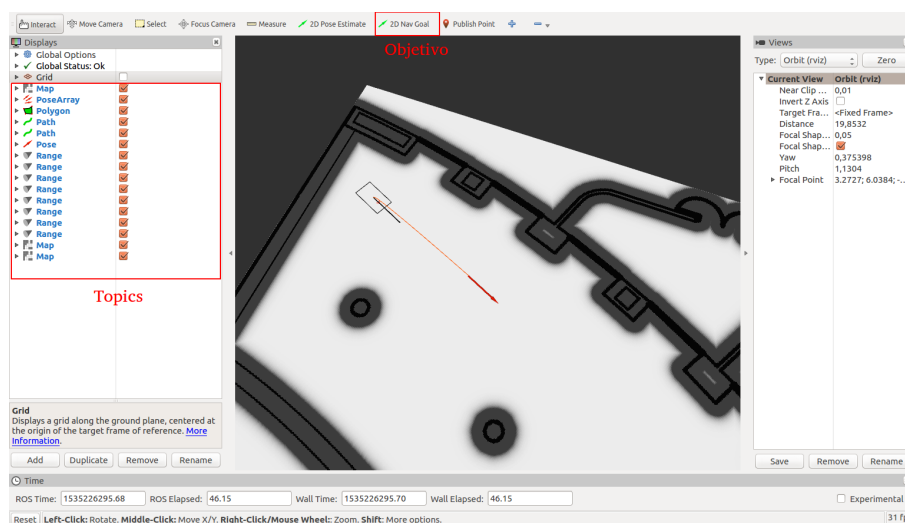 Interact Move Camera Select Focus Camera Measure 2D Pose Estimate 2D Nav Goal Publish Point
Objetivo
Displays
Global Options
Global Status: Ok
Grid
Map
PoseArray
Polygon
Path
Path
Pose
Range
Range
Range
Range
Range
Range
Range
Range
Map
Map
Topics
Grid
Displays a grid along the ground plane, centered at
the origin of the target frame of reference. More
Information.
Add Duplicate Remove Rename
Views
Type: Orbit (rviz) Zero
Current View Orbit (rviz)
Near Clip ... 0,01
Invert Z Axis
Target Fra... <Fixed Frame>
Distance 19,8532
Focal Shap... 0,05
Focal Shap...
Yaw 0,375398
Pitch 1,1304
Focal Point 3.2727; 6.0384; -...
Save Remove Rename
Time
ROS Time: 1535226295.68 ROS Elapsed: 46.15 Wall Time: 1535226295.70 Wall Elapsed: 46.15 Experimental
Reset Left-Click: Rotate. Middle-Click: Move X/Y. Right-Click/Mouse Wheel:: Zoom. Shift: More options. 31 fp